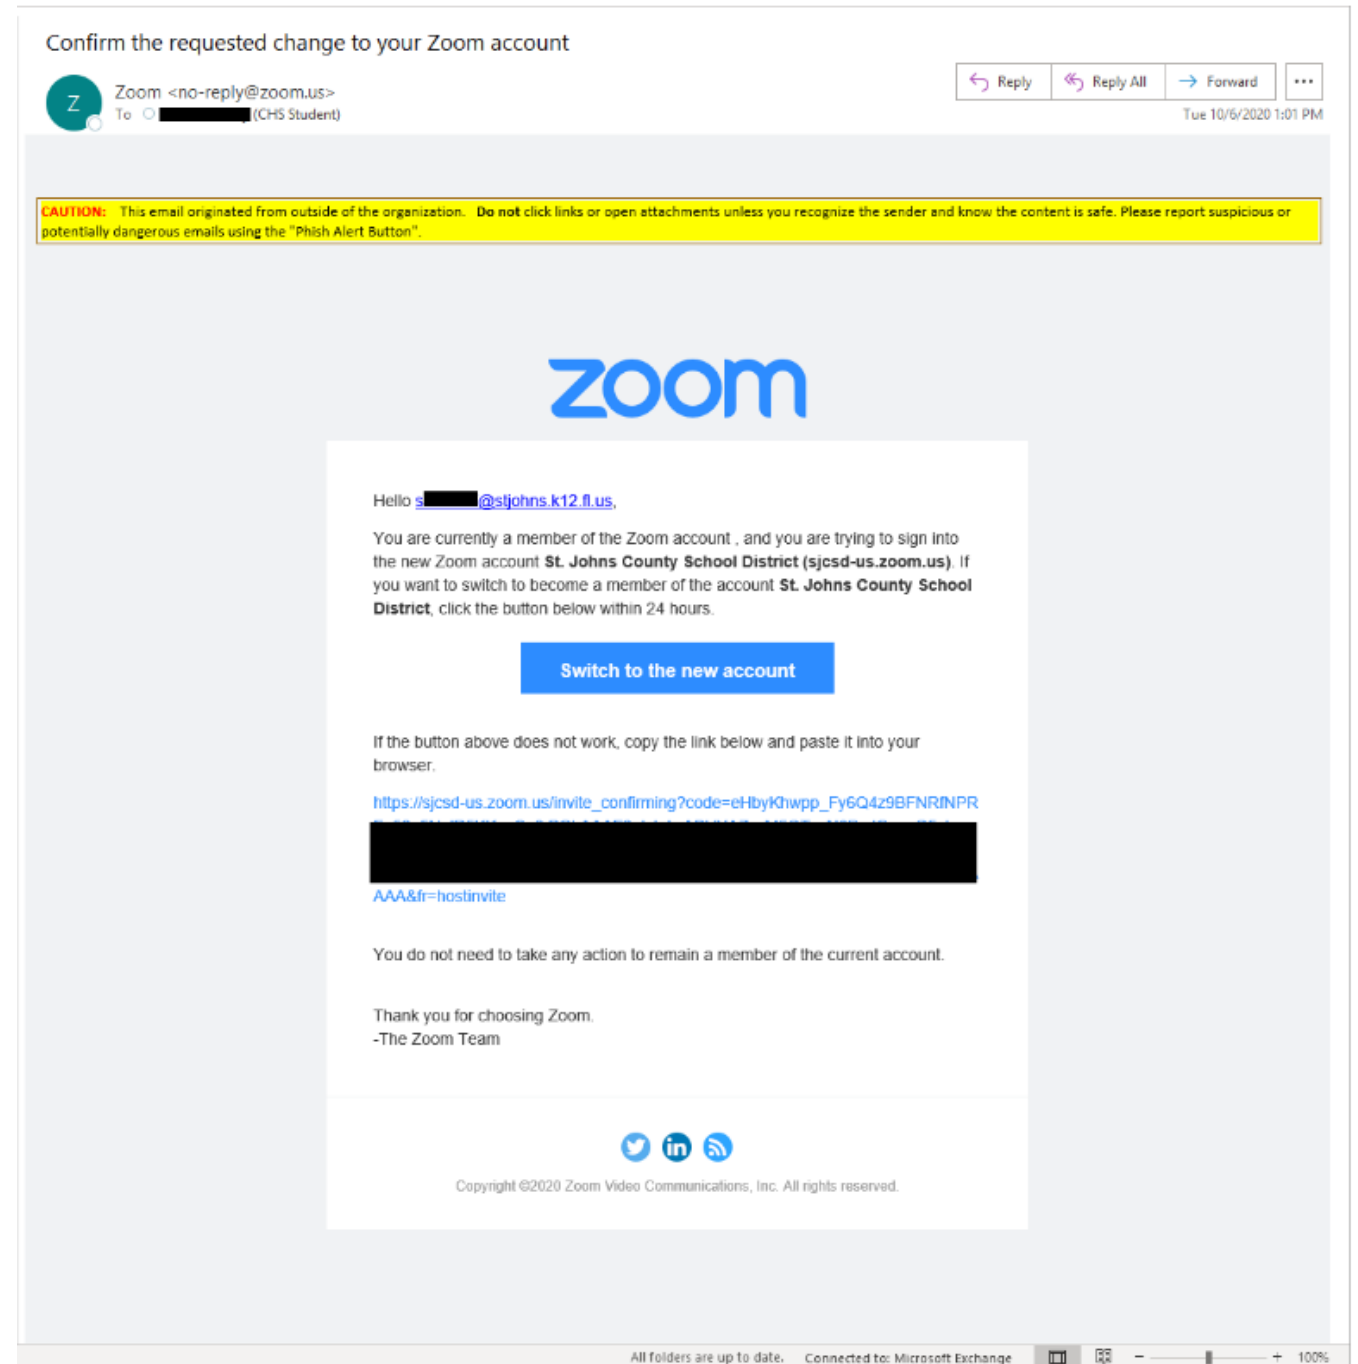 Confirm the requested change to your Zoom account
Reply
Reply All
Forward
Z
Zoom <no-reply@zoom.us>
To
(CHS Student)
Tue 10/6/2020 1:01 PM
CAUTION: This email originated from outside of the organization. Do not click links or open attachments unless you recognize the sender and know the content is safe. Please report suspicious or
potentially dangerous emails using the "Phish Alert Button".
zoom
Hello s @stjohns.k12.fl.us,
You are currently a member of the Zoom account , and you are trying to sign into
the new Zoom account St. Johns County School District (sjcsd-us.zoom.us). If
you want to switch to become a member of the account St. Johns County School
District, click the button below within 24 hours.
Switch to the new account
If the button above does not work, copy the link below and paste it into your
browser.
https://sjcsd-us.zoom.us/invite_confirming?code=eHbyKhwpp_Fy6Q4z9BFNRfNPR
AAA&fr=hostinvite
You do not need to take any action to remain a member of the current account.
Thank you for choosing Zoom.
-The Zoom Team
in
Copyright ©2020 Zoom Video Communications, Inc. All rights reserved.
All folders are up to date. Connected to: Microsoft Exchange
100%